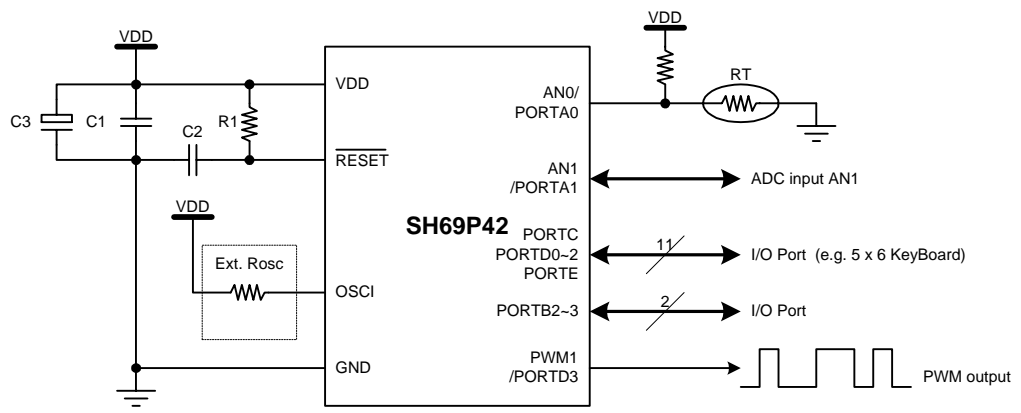 VDD
C3
C1
C2
R1
VDD
RESET
VDD
Ext. Rosc
OSCI
GND
SH69P42
AN0/
PORTA0
VDD
RT
AN1
/PORTA1
ADC input AN1
PORTC
PORTD0~2
PORTE
11
I/O Port (e.g. 5 x 6 KeyBoard)
PORTB2~3
2
I/O Port
PWM1
/PORTD3
PWM output